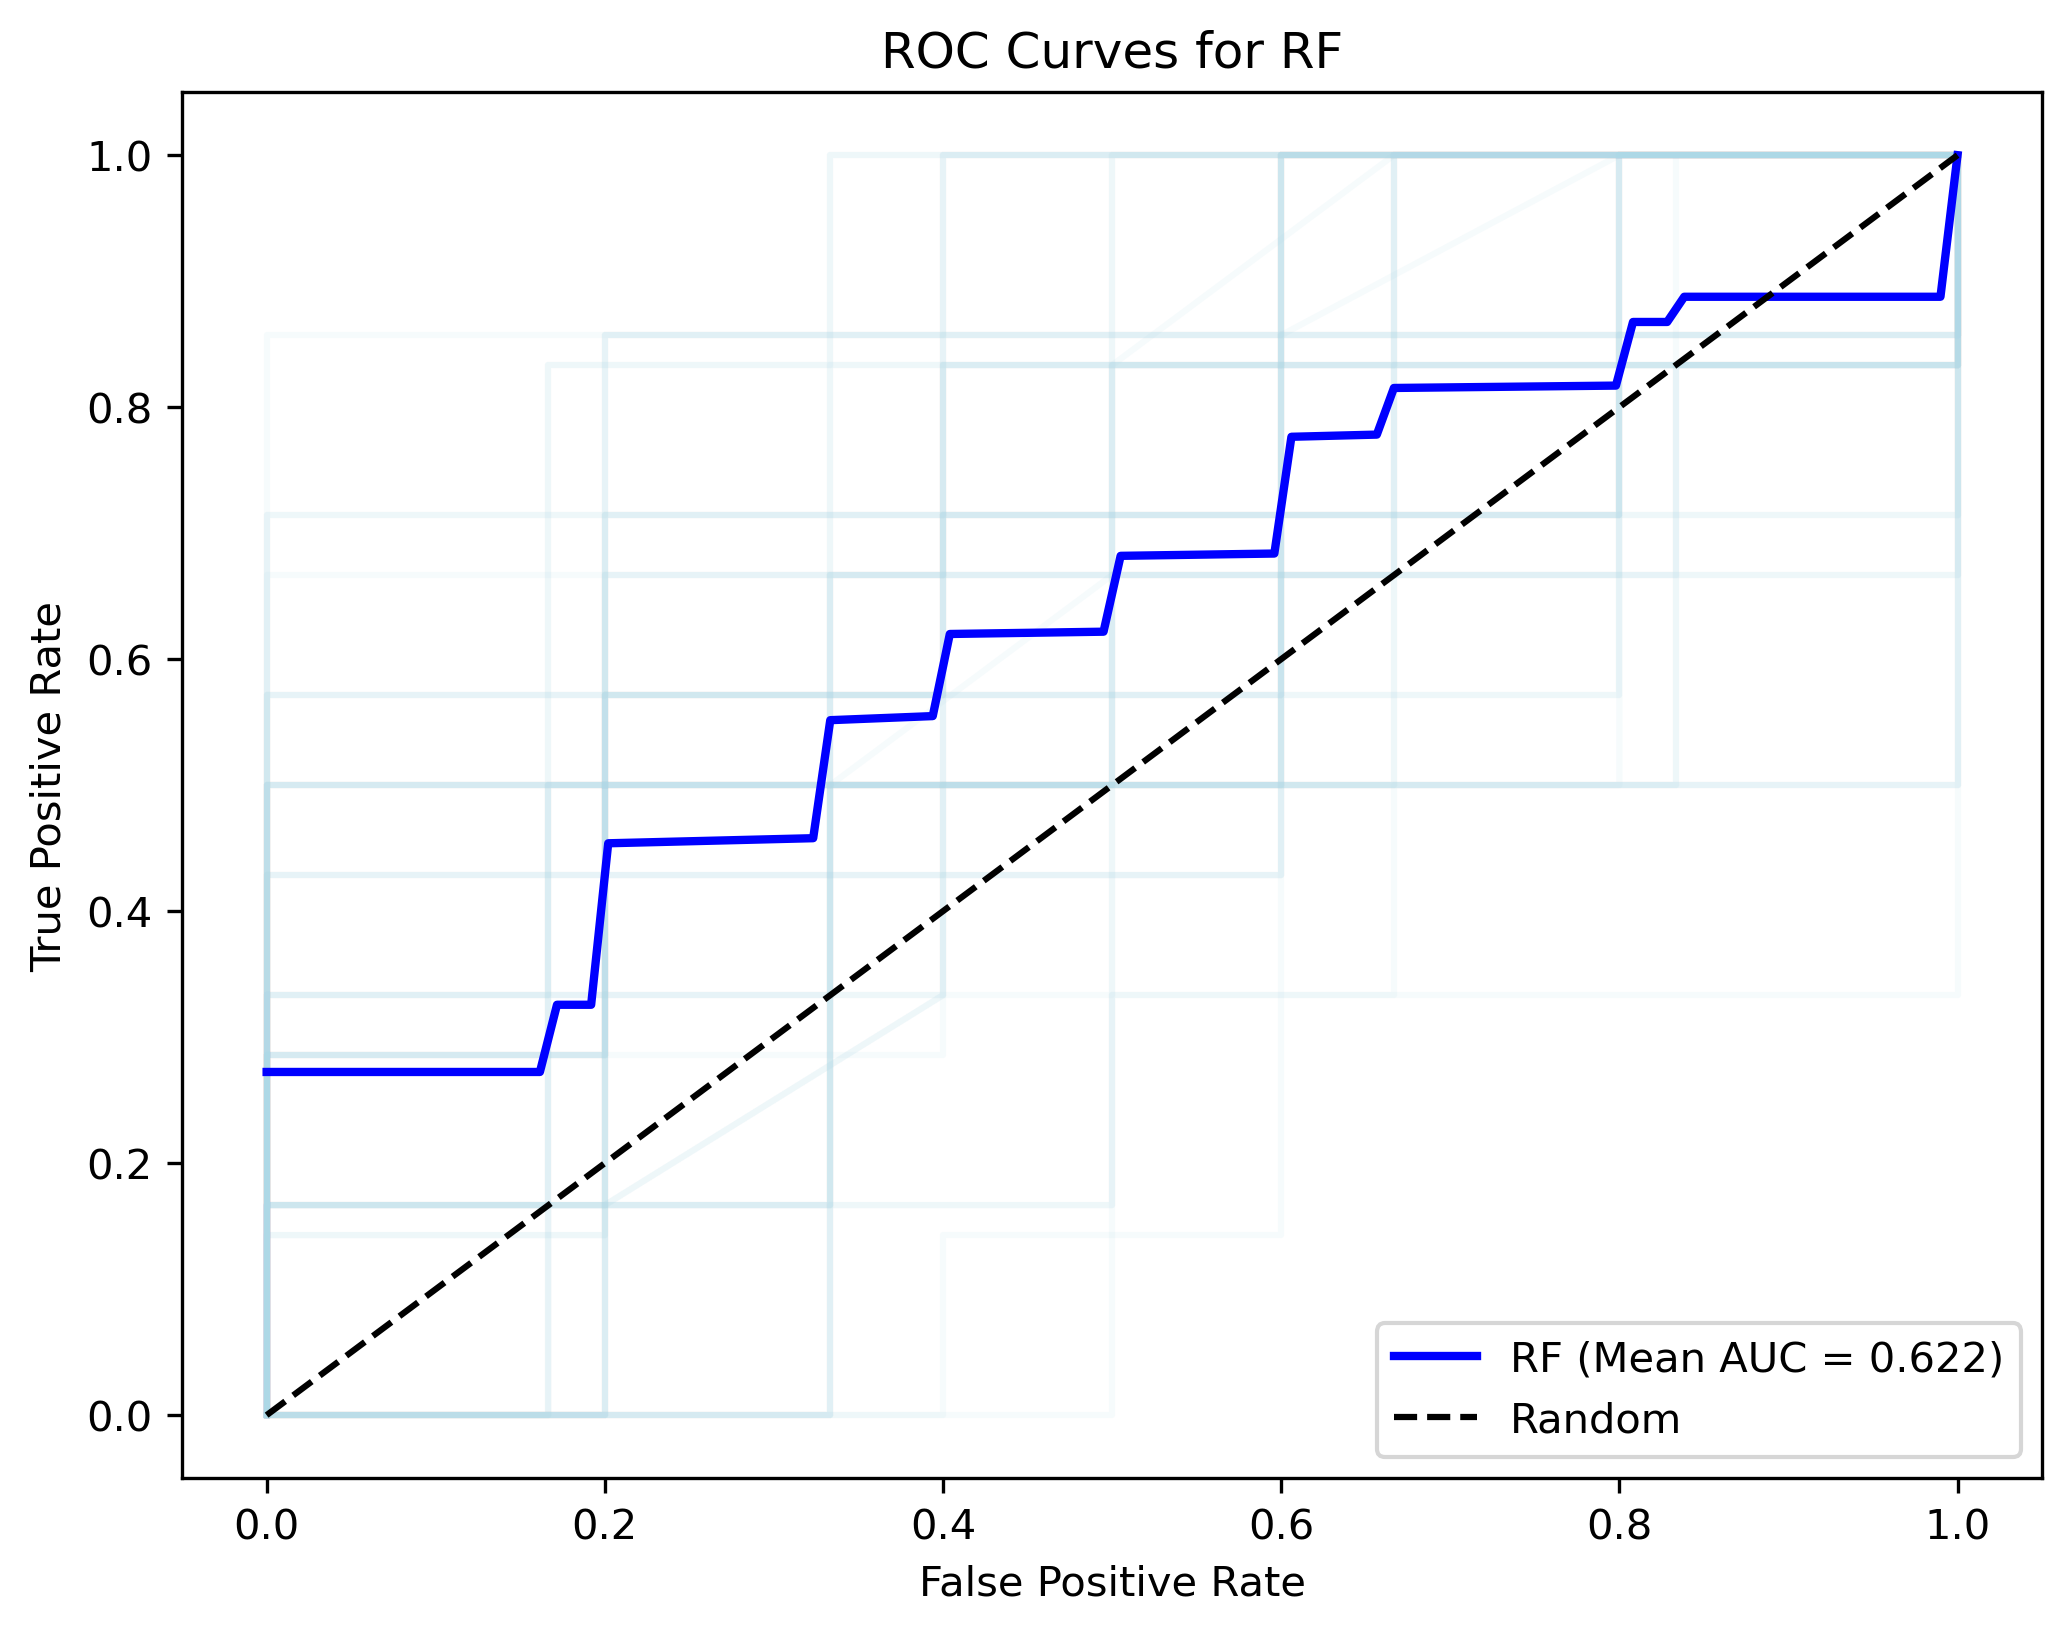 ROC Curves for RF
True Positive Rate
1.0
0.8
0.6
0.4
0.2
0.0
RF (Mean AUC = 0.622)
Random
0.0 0.2 0.4 0.6 0.8 1.0
False Positive Rate